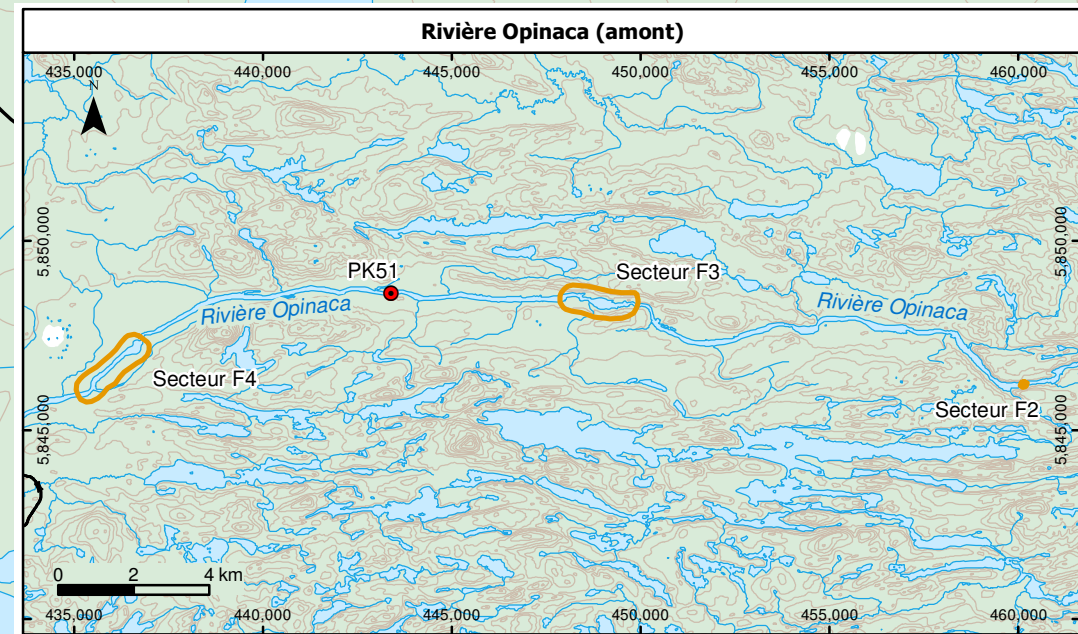 Rivière Opinaca (amont)
435,000
440,000
445,000
450,000
455,000
460,000
N
5,850,000
5,850,000
PK51
Secteur F3
Rivière Opinaca
Rivière Opinaca
Secteur F4
Secteur F2
5,845,000
5,845,000
0 2 4 km
435,000
440,000
445,000
450,000
455,000
460,000